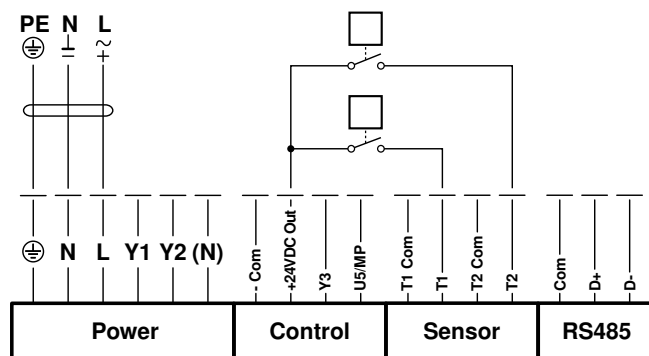 PE N L
N L Y1 Y2 (N)
- Com
+24VDC Out
Y3
U5/MP
T1 Com
T1
T2 Com
T2
Com
D+
D-
Power Control Sensor RS485